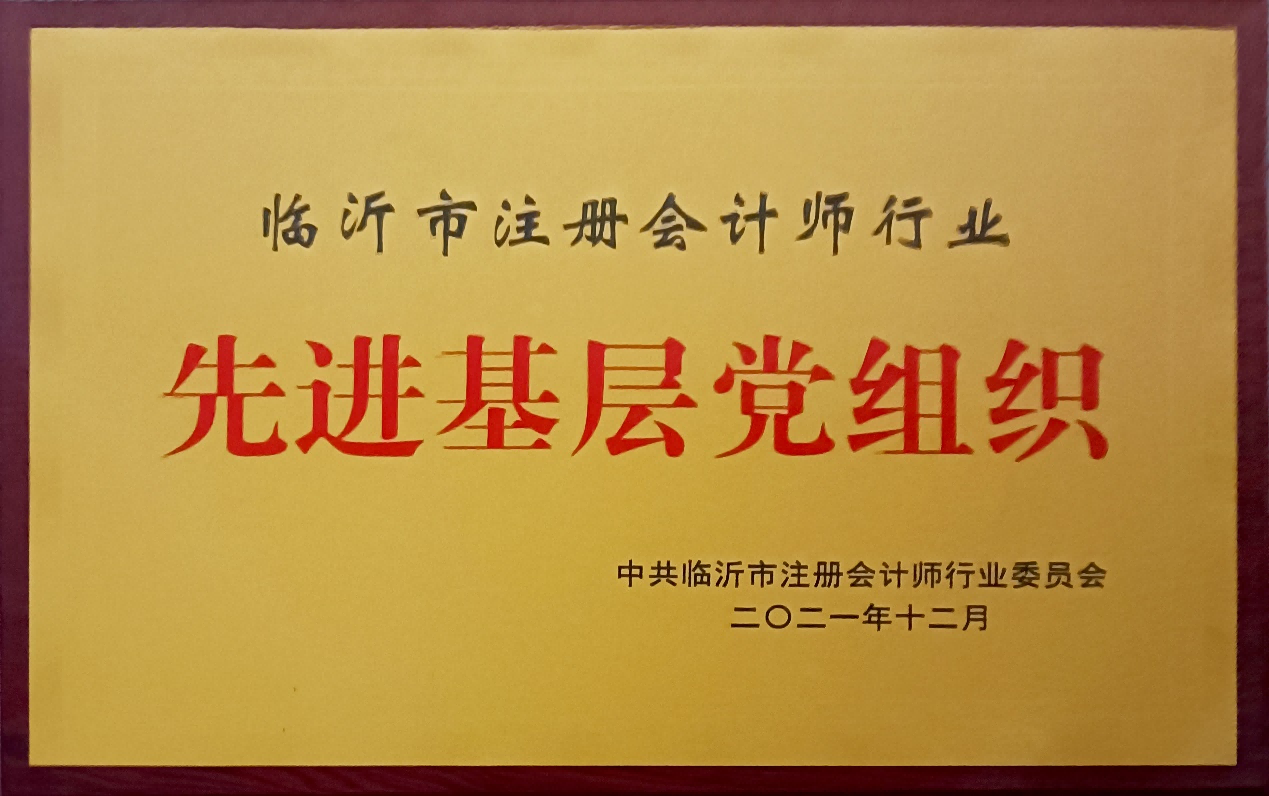 临沂市注册会计师行业
先进基层党组织
中共临沂市注册会计师行业委员会
二〇二一年十二月